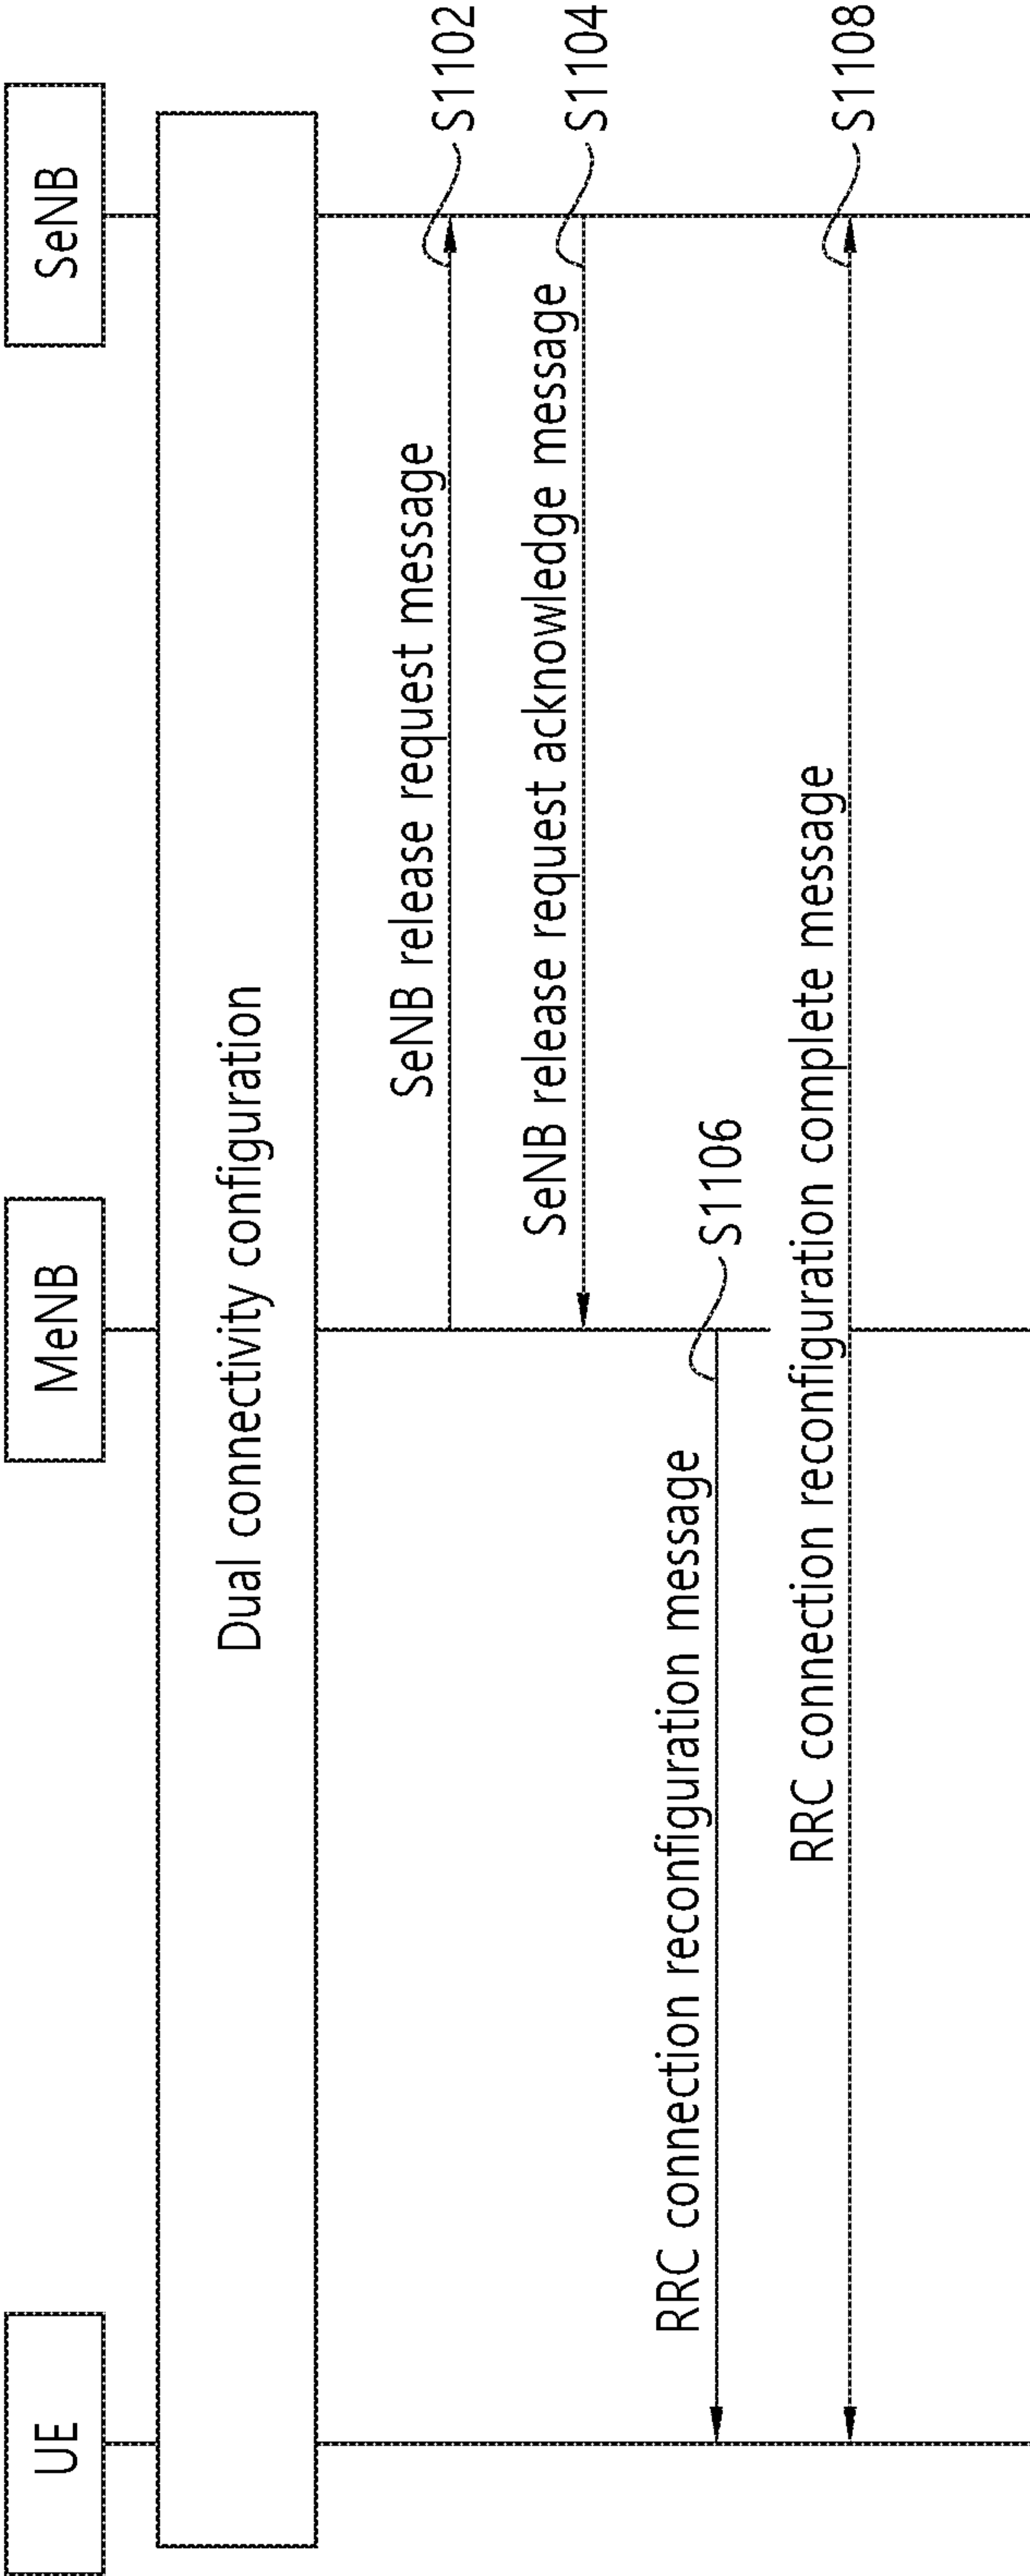 UE
MeNB
SeNB
Dual connectivity configuration
SeNB release request message
S1102
SeNB release request acknowledge message
S1104
RRC connection reconfiguration message
S1106
RRC connection reconfiguration complete message
S1108